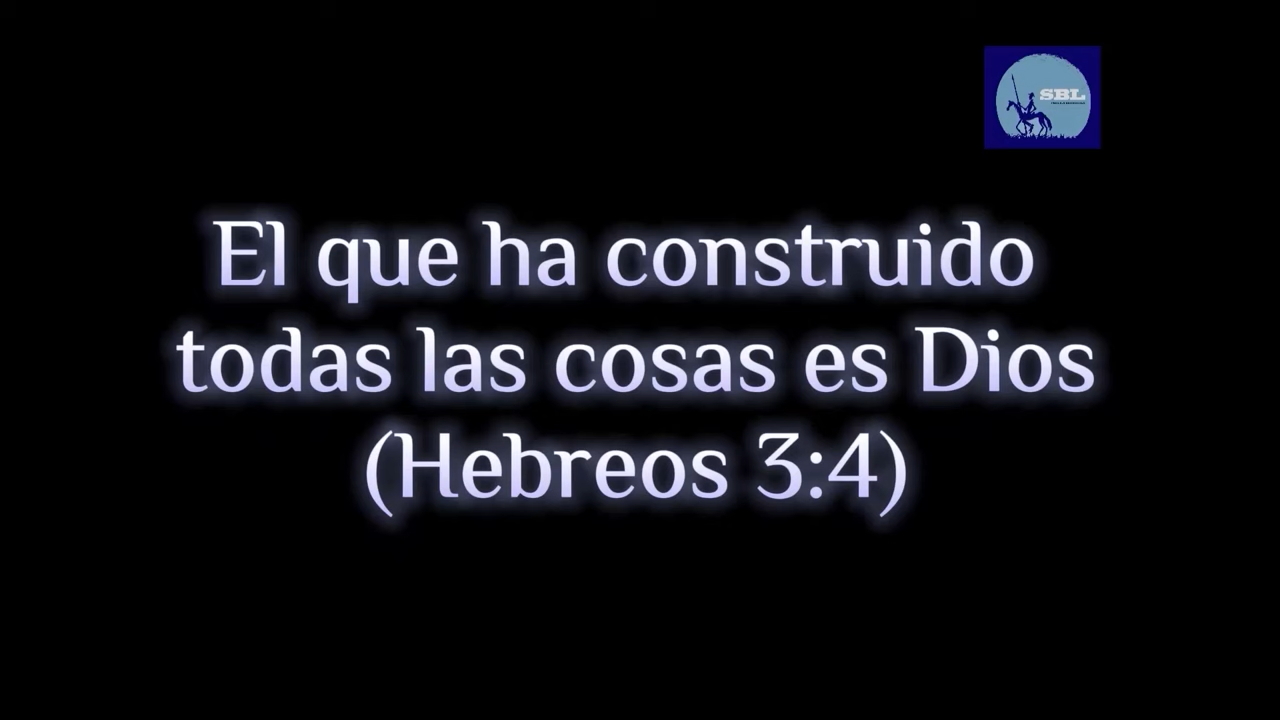 SBL
El que ha construido
todas las cosas es Dios
(Hebreos 3:4)